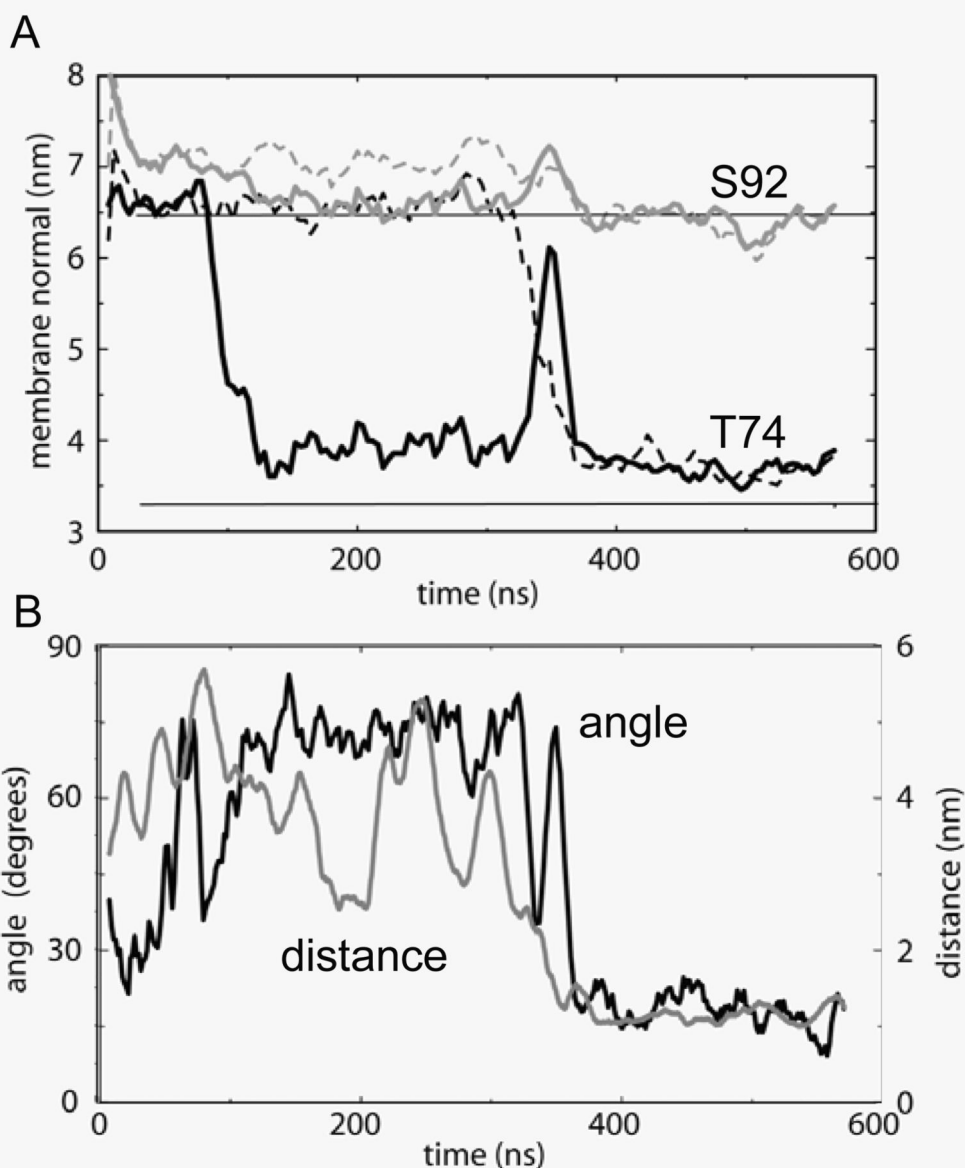 A
8
7
6
5
4
3
membrane normal (nm)
S92
T74
0 200 400 600
time (ns)
B
90
60
30
0
angle (degrees)
angle
distance
6
4
2
0
distance (nm)
0 200 400 600
time (ns)